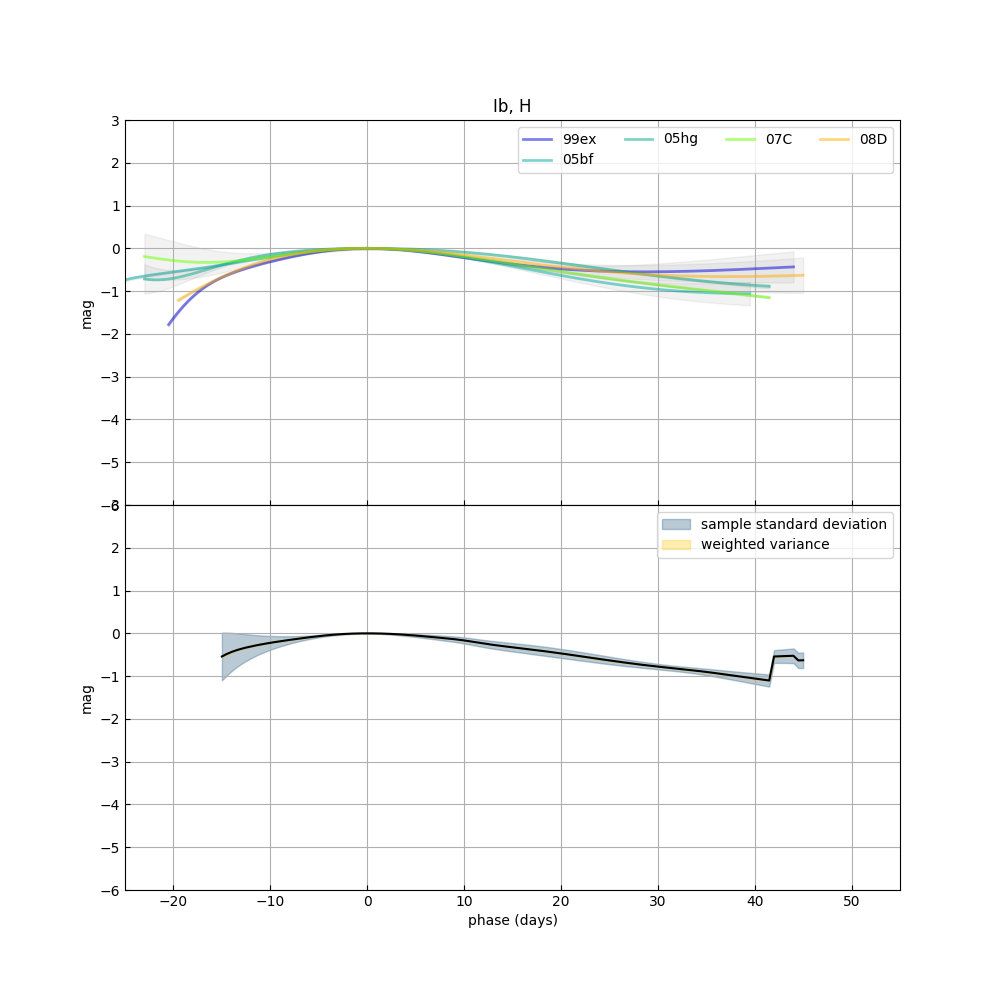 Ib, H
3
2
1
0
−1
−2
−3
−4
−5
−6
mag
99ex 05hg 07C 08D
05bf
3
2
1
0
−1
−2
−3
−4
−5
−6
mag
sample standard deviation
weighted variance
−20 −10 0 10 20 30 40 50
phase (days)